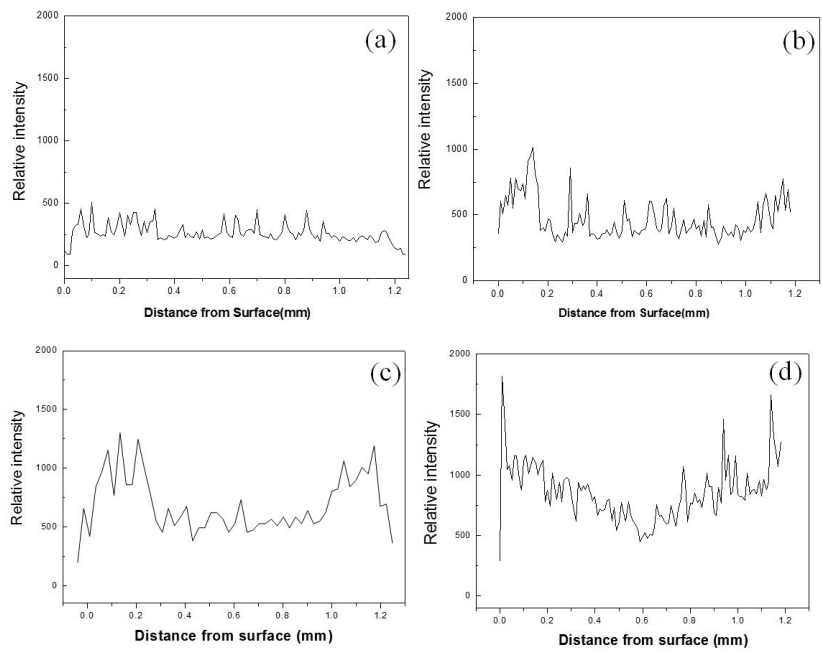 (a)
Relative intensity
2000
1500
1000
500
0
0.0 0.2 0.4 0.6 0.8 1.0 1.2
Distance from Surface(mm)
(b)
Relative intensity
2000
1500
1000
500
0
0.0 0.2 0.4 0.6 0.8 1.0 1.2
Distance from Surface(mm)
(c)
Relative intensity
2000
1500
1000
500
0
0.0 0.2 0.4 0.6 0.8 1.0 1.2
Distance from surface (mm)
(d)
Relative intensity
2000
1500
1000
500
0
0.0 0.2 0.4 0.6 0.8 1.0 1.2
Distance from surface (mm)